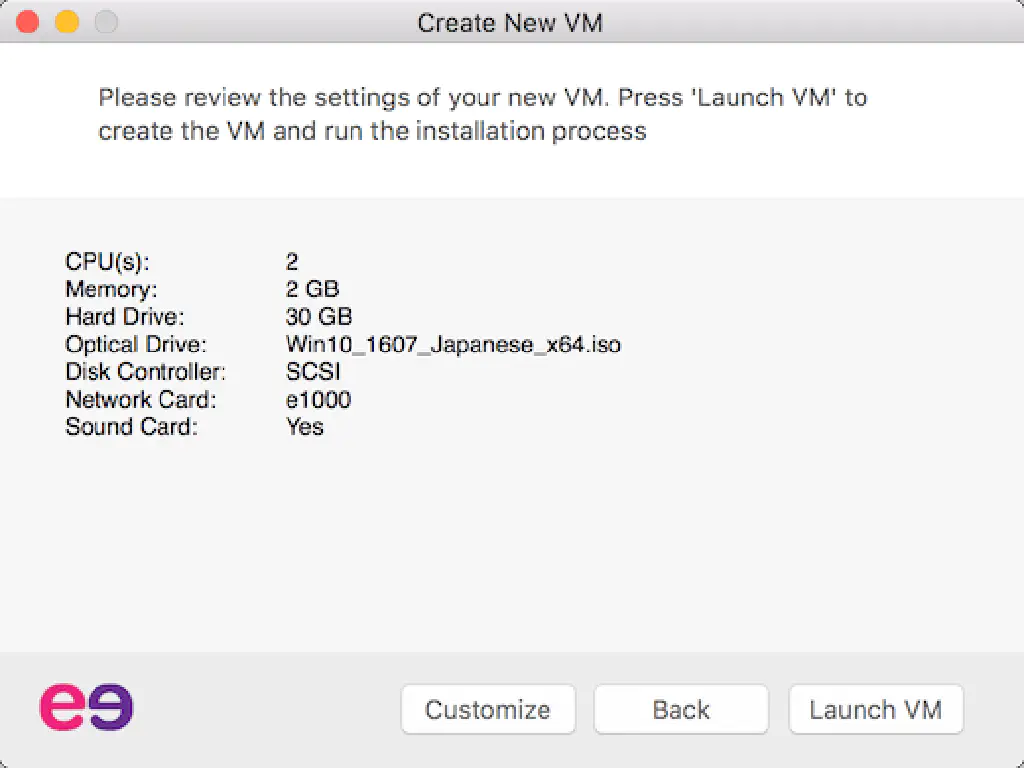 Create New VM
Please review the settings of your new VM. Press 'Launch VM' to
create the VM and run the installation process
CPU(s): 2
Memory: 2 GB
Hard Drive: 30 GB
Optical Drive: Win10_1607_Japanese_x64.iso
Disk Controller: SCSI
Network Card: e1000
Sound Card: Yes
Customize Back Launch VM